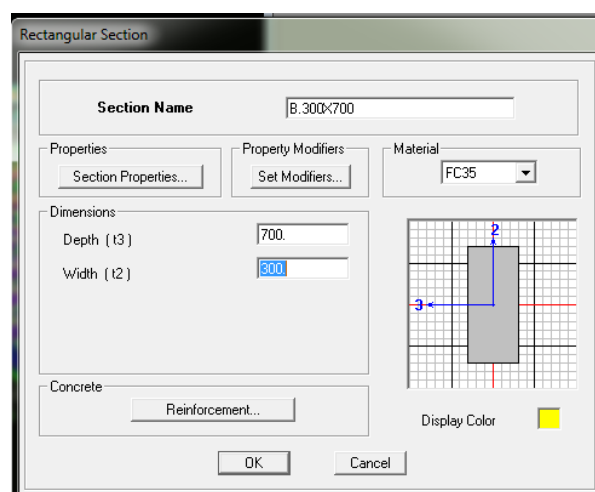 Rectangular Section
Section Name B.300X700
Properties
Section Properties...
Property Modifiers
Set Modifiers...
Material
FC35
Dimensions
Depth ( t3 ) 700.
Width ( t2 ) 300.
2
3
Concrete
Reinforcement...
Display Color
OK Cancel